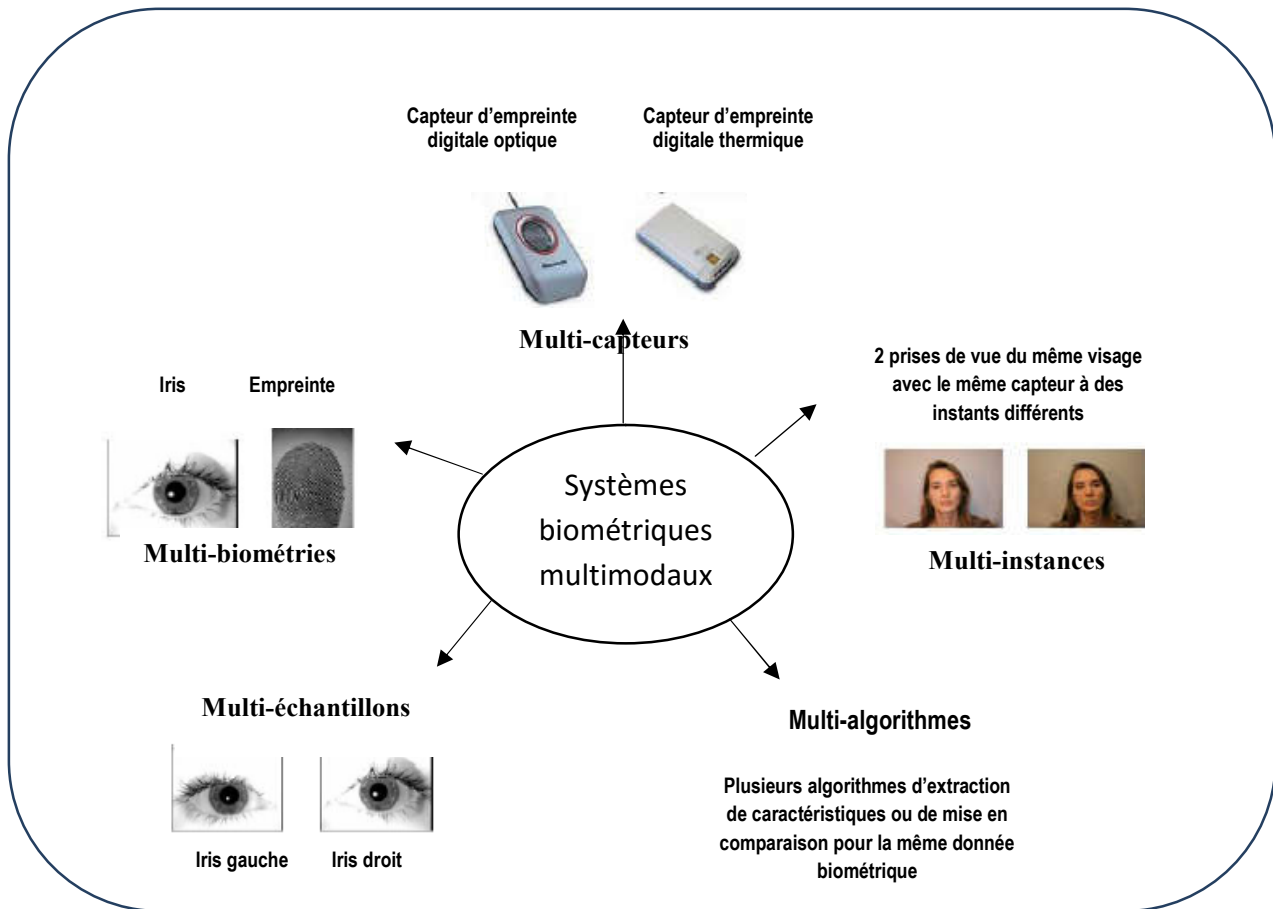 Capteur d’empreinte
digitale optique
Capteur d’empreinte
digitale thermique
Multi-capteurs
2 prises de vue du même visage
avec le même capteur à des
instants différents
Multi-instances
Iris
Empreinte
Multi-biométries
Systèmes
biométriques
multimodaux
Multi-échantillons
Iris gauche
Iris droit
Multi-algorithmes
Plusieurs algorithmes d’extraction
de caractéristiques ou de mise en
comparaison pour la même donnée
biométrique